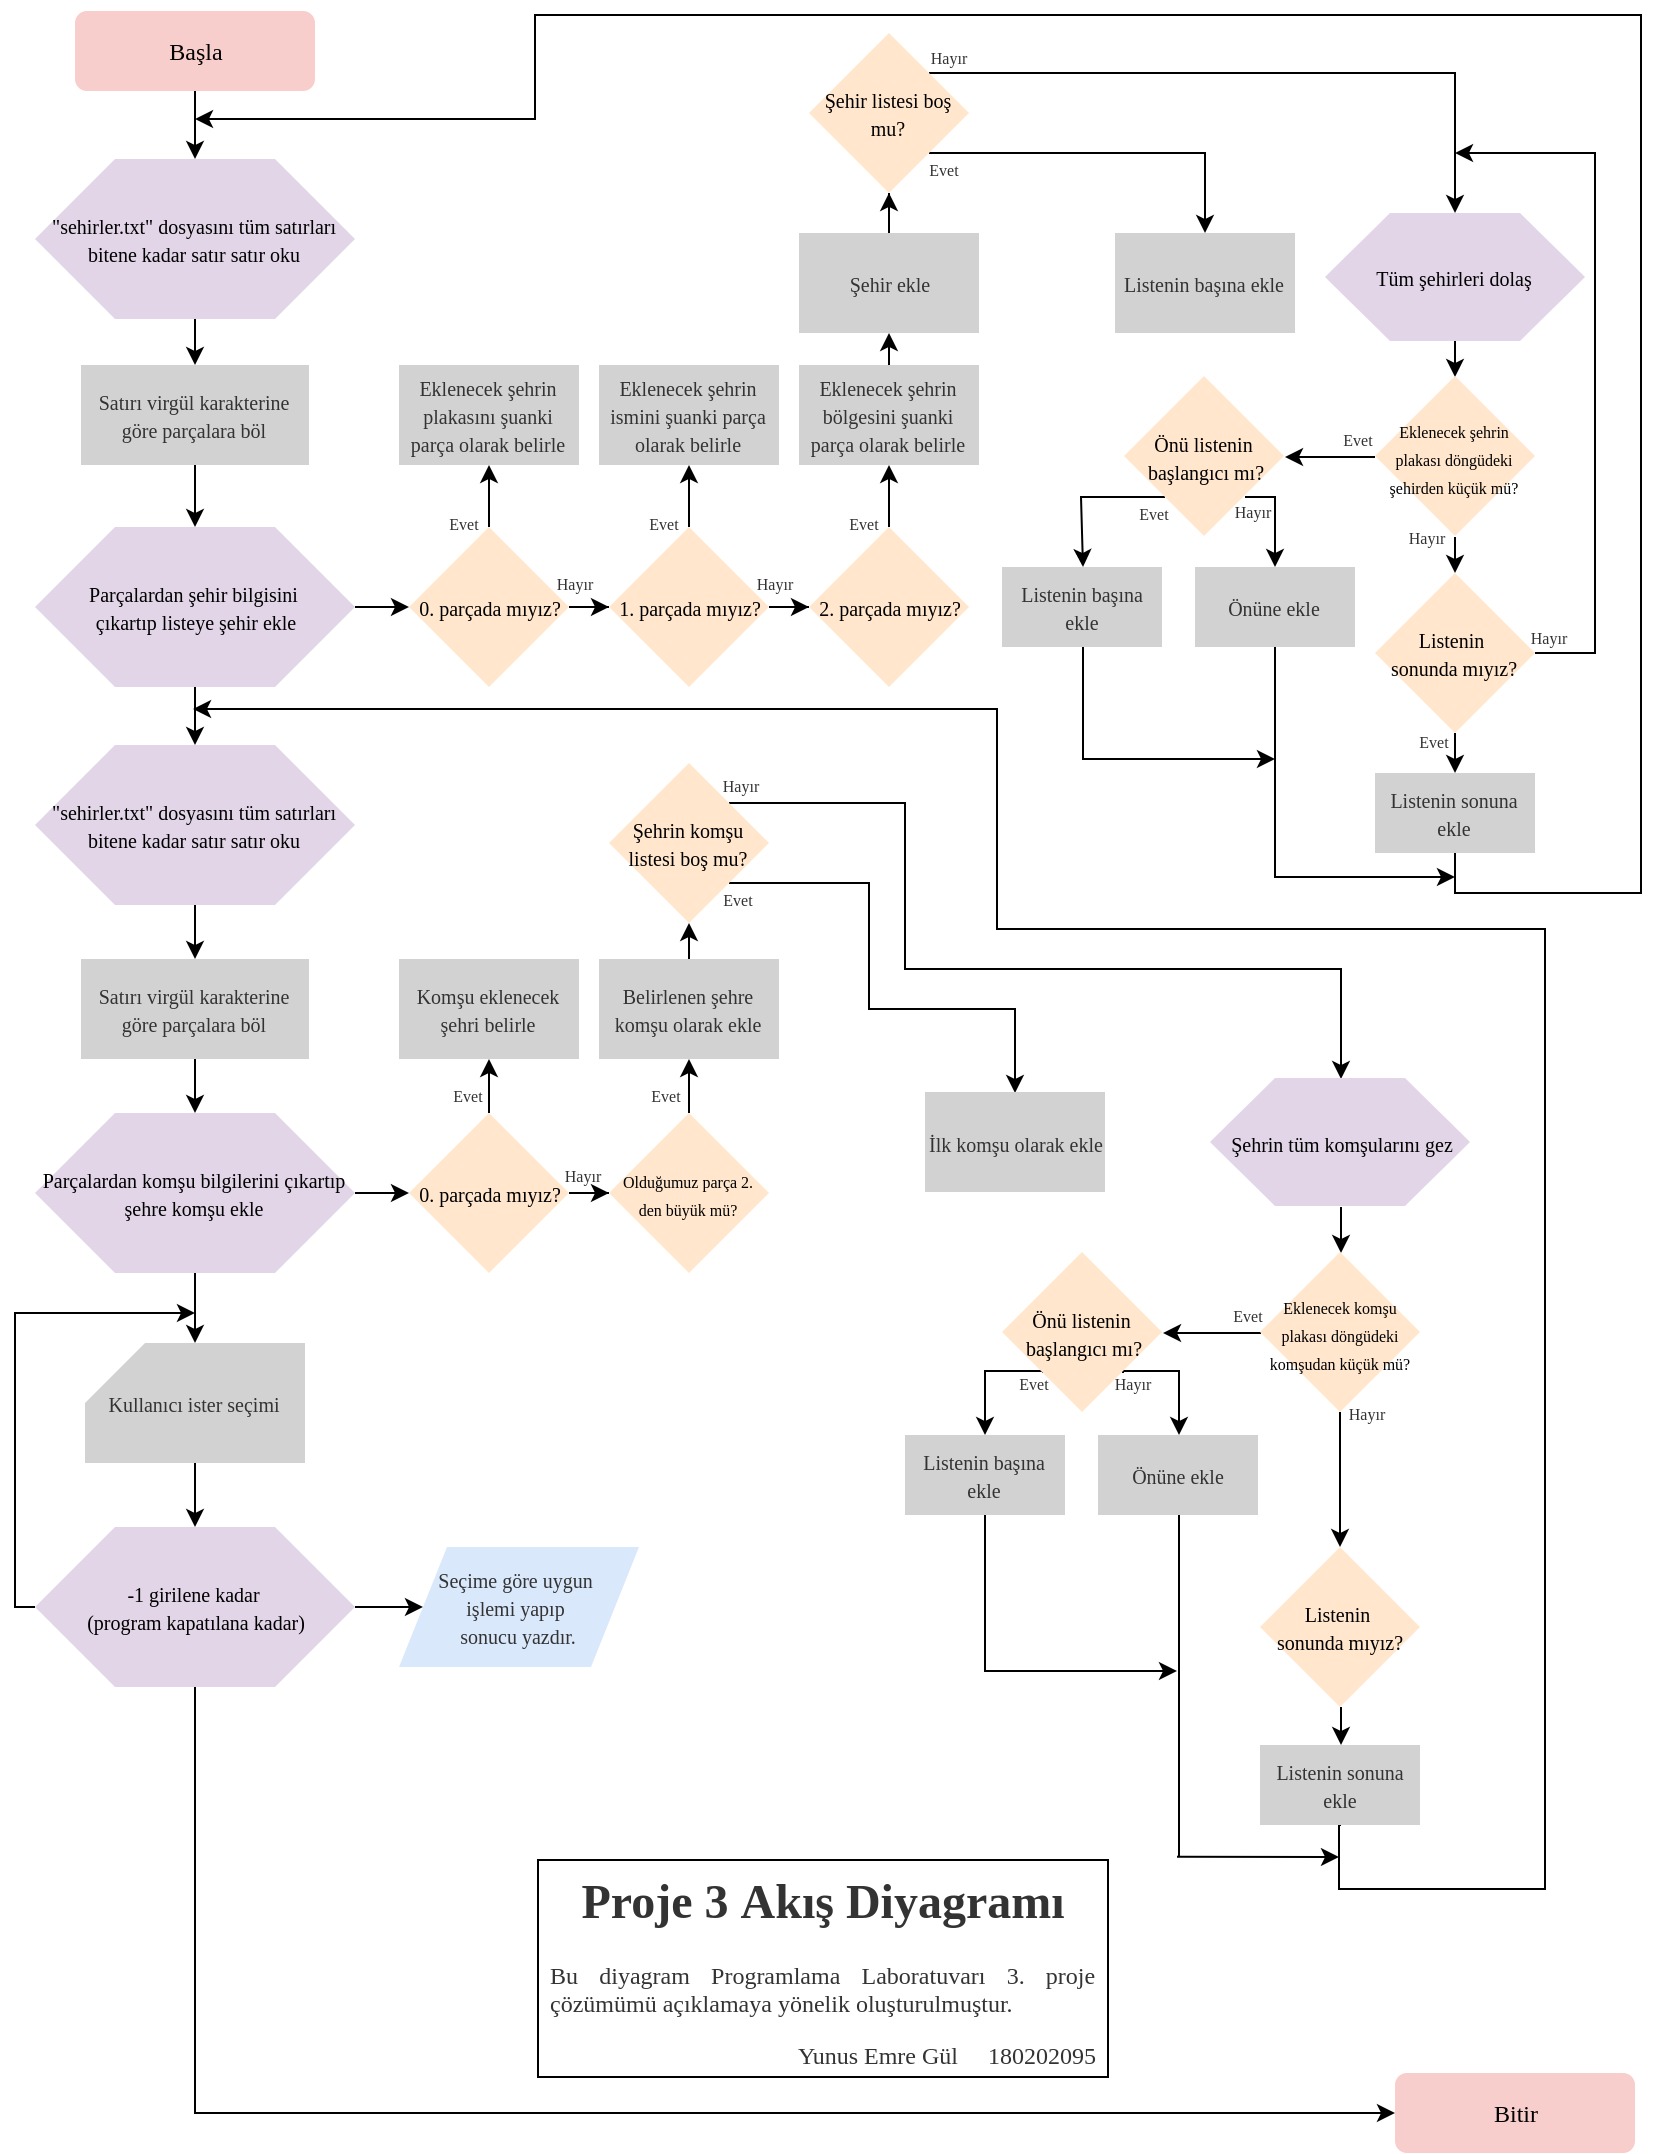 Başla
"sehirler.txt" dosyasını tüm satırları
bitene kadar satır satır oku
Satırı virgül karakterine
göre parçalara böl
Parçalardan şehir bilgisini
çıkartıp listeye şehir ekle
0. parçada mıyız?
Evet
Eklenecek şehrin
plakasını şuanki
parça olarak belirle
Hayır
1. parçada mıyız?
Evet
Eklenecek şehrin
ismini şuanki parça
olarak belirle
Hayır
2. parçada mıyız?
Evet
Eklenecek şehrin
bölgesini şuanki
parça olarak belirle
Şehir ekle
Şehir listesi boş
mu?
Hayır
Evet
Listenin başına ekle
Tüm şehirleri dolaş
Eklenecek şehrin
plakası döngüdeki
şehirden küçük mü?
Evet
Önü listenin
başlangıcı mı?
Evet
Hayır
Listenin başına
ekle
Önüne ekle
Hayır
Listenin
sonunda mıyız?
Hayır
Evet
Listenin sonuna
ekle
"sehirler.txt" dosyasını tüm satırları
bitene kadar satır satır oku
Satırı virgül karakterine
göre parçalara böl
Parçalardan komşu bilgilerini çıkartıp
şehre komşu ekle
0. parçada mıyız?
Evet
Komşu eklenecek
şehri belirle
Hayır
Olduğumuz parça 2.
den büyük mü?
Evet
Belirlenen şehre
komşu olarak ekle
Şehrin komşu
listesi boş mu?
Hayır
Evet
İlk komşu olarak ekle
Şehrin tüm komşularını gez
Eklenecek komşu
plakası döngüdeki
komşudan küçük mü?
Evet
Önü listenin
başlangıcı mı?
Evet
Hayır
Listenin başına
ekle
Önüne ekle
Hayır
Listenin
sonunda mıyız?
Listenin sonuna
ekle
Kullanıcı ister seçimi
-1 girilene kadar
(program kapatılana kadar)
Seçime göre uygun
işlemi yapıp
sonucu yazdır.
Proje 3 Akış Diyagramı
Bu diyagram Programlama Laboratuvarı 3. proje
çözümümü açıklamaya yönelik oluşturulmuştur.
Yunus Emre Gül 180202095
Bitir